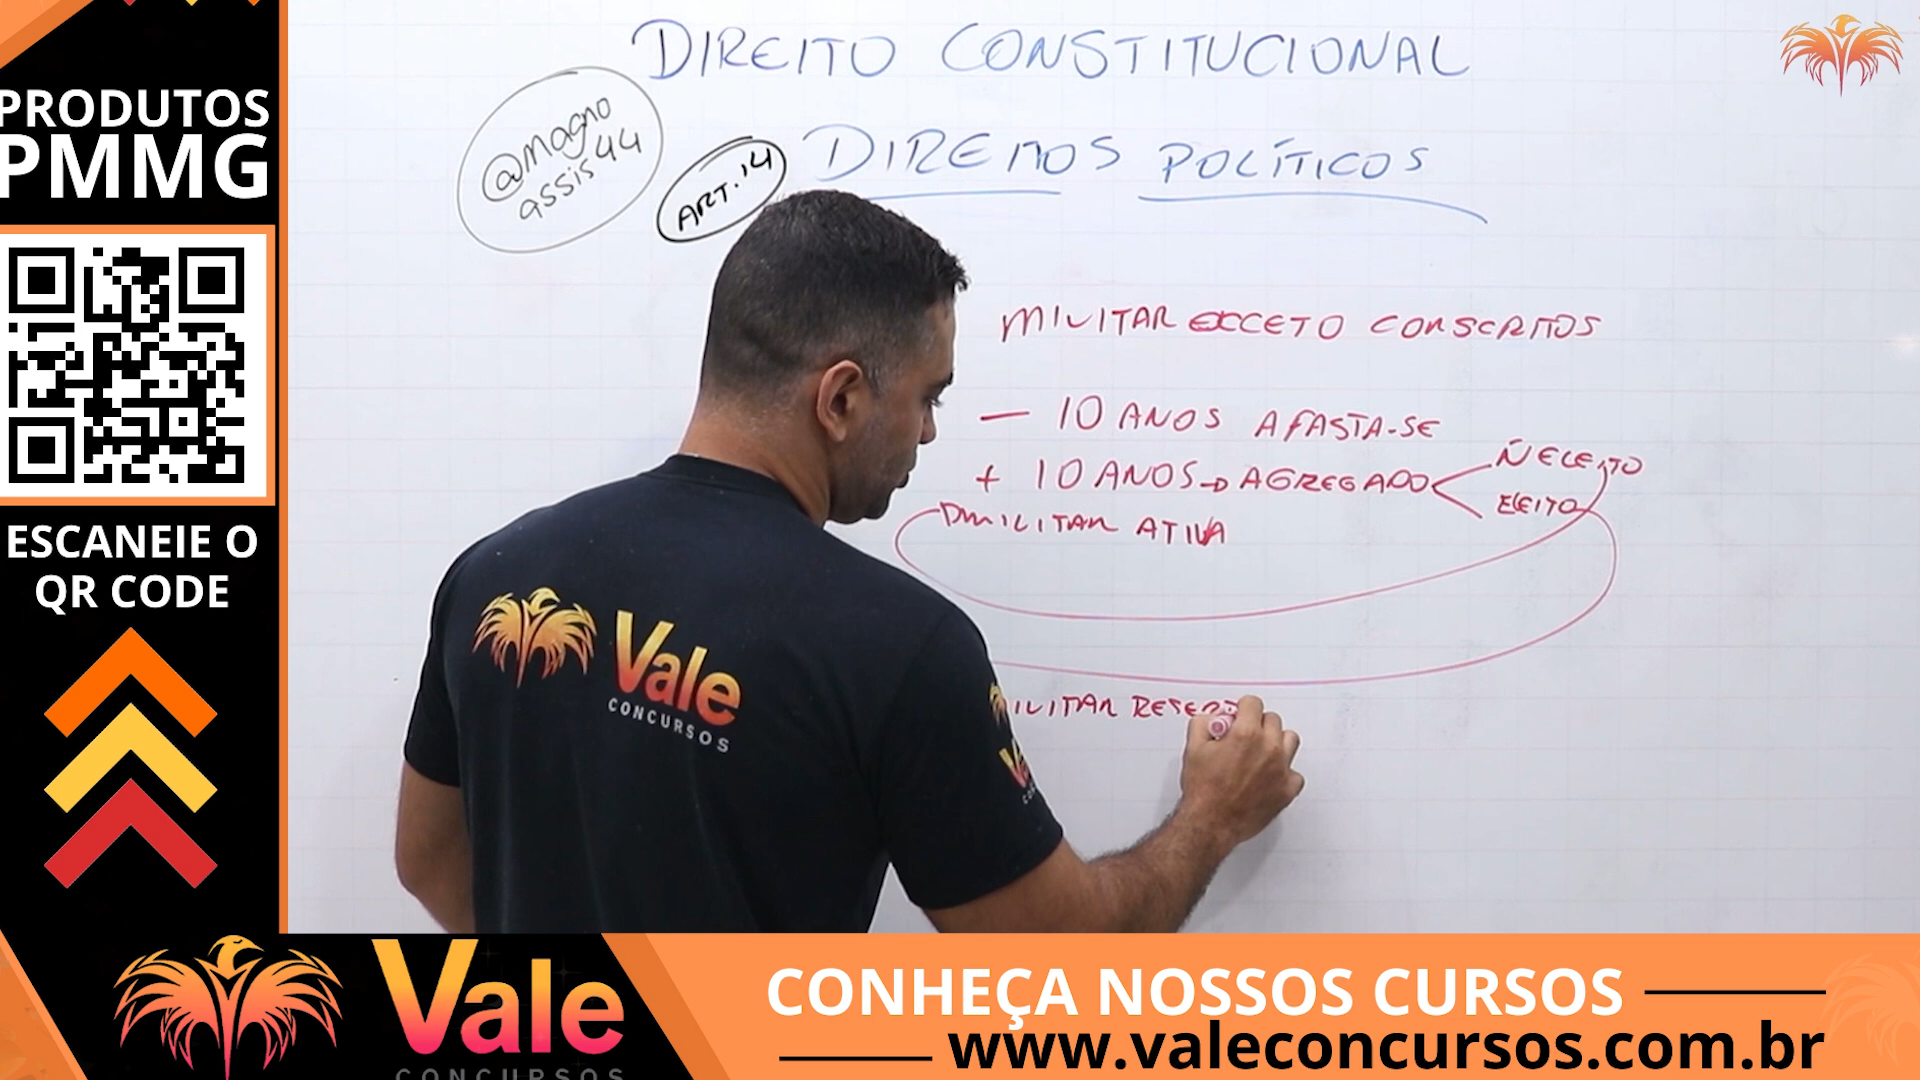 PRODUTOS
PMMG
ESCANEIE O
QR CODE
DIREITO CONSTITUCIONAL
@magno
assis44
ART.14
DIREITOS POLÍTICOS
MILITAR EXCETO CONSCRITOS
- 10 ANOS AFASTA-SE
+ 10 ANOS → AGREGADO
Ñ ELEITO
ELEITO
MILITAR ATIVA
ILITAR RESER
Vale
CONCURSOS
Vale
CONCURSOS
CONHEÇA NOSSOS CURSOS
www.valeconcursos.com.br